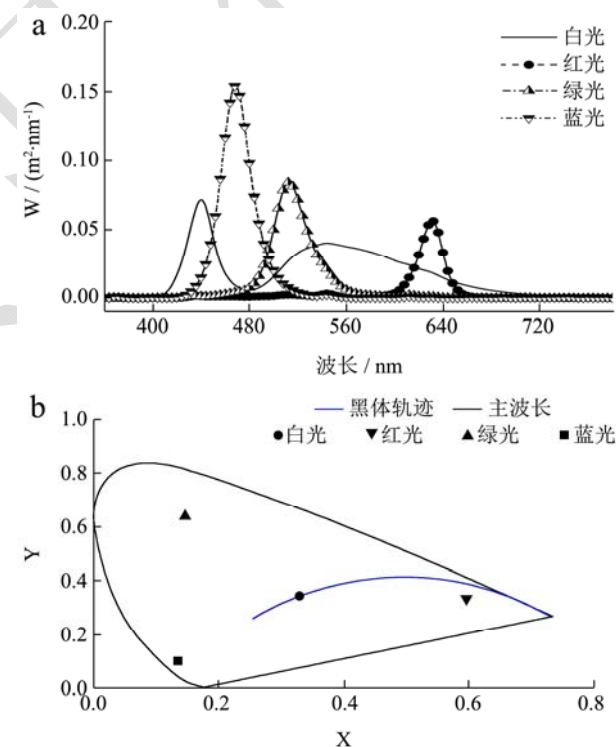 a
0.20
0.15
0.10
0.05
0.00
W / (m²·nm⁻¹)
白光
红光
绿光
蓝光
400 480 560 640 720
波长 / nm
b
黑体轨迹 主波长
白光 红光 绿光 蓝光
1.0
0.8
0.6
0.4
0.2
0.0
Y
0.0 0.2 0.4 0.6 0.8
X